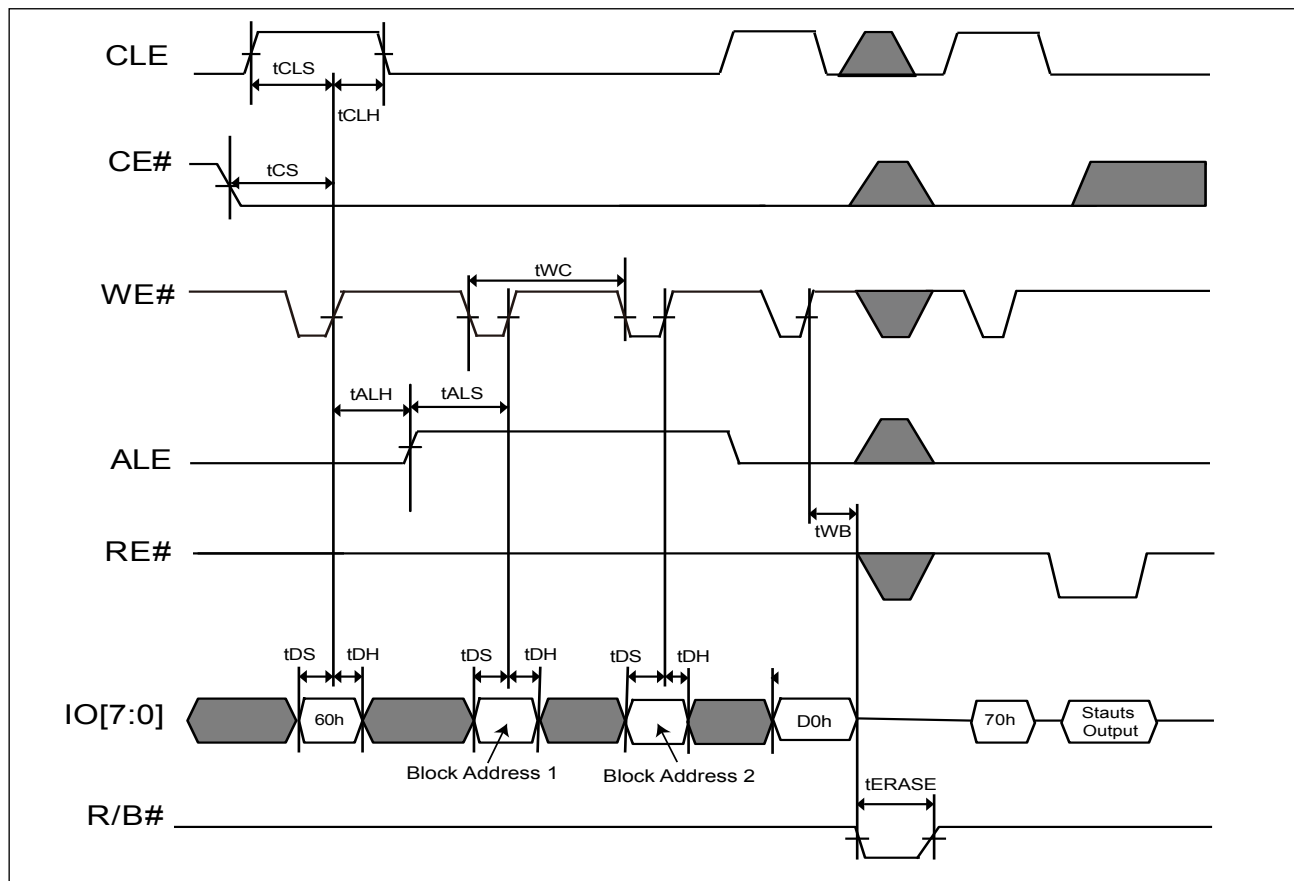 CLE
tCLS
tCLH
CE#
tCS
WE#
tWC
tALH
tALS
ALE
tWB
RE#
tDS
tDH
tDS
tDH
tDS
tDH
IO[7:0]
60h
D0h
70h
Stauts
Output
Block Address 1
Block Address 2
tERASE
R/B#